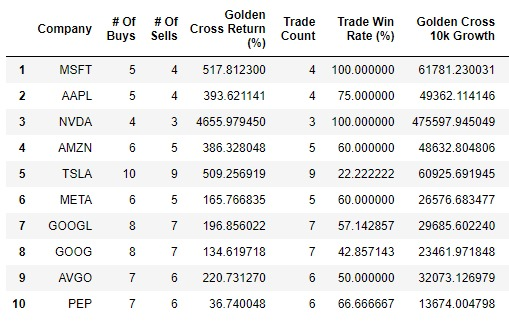 Company # Of Buys # Of Sells Golden Cross Return (%) Trade Count Trade Win Rate (%) Golden Cross 10k Growth
1 MSFT 5 4 517.812300 4 100.000000 61781.230031
2 AAPL 5 4 393.621141 4 75.000000 49362.114146
3 NVDA 4 3 4655.979450 3 100.000000 475597.945049
4 AMZN 6 5 386.328048 5 60.000000 48632.804806
5 TSLA 10 9 509.256919 9 22.222222 60925.691945
6 META 6 5 165.766835 5 60.000000 26576.683477
7 GOOGL 8 7 196.856022 7 57.142857 29685.602240
8 GOOG 8 7 134.619718 7 42.857143 23461.971848
9 AVGO 7 6 220.731270 6 50.000000 32073.126979
10 PEP 7 6 36.740048 6 66.666667 13674.004798